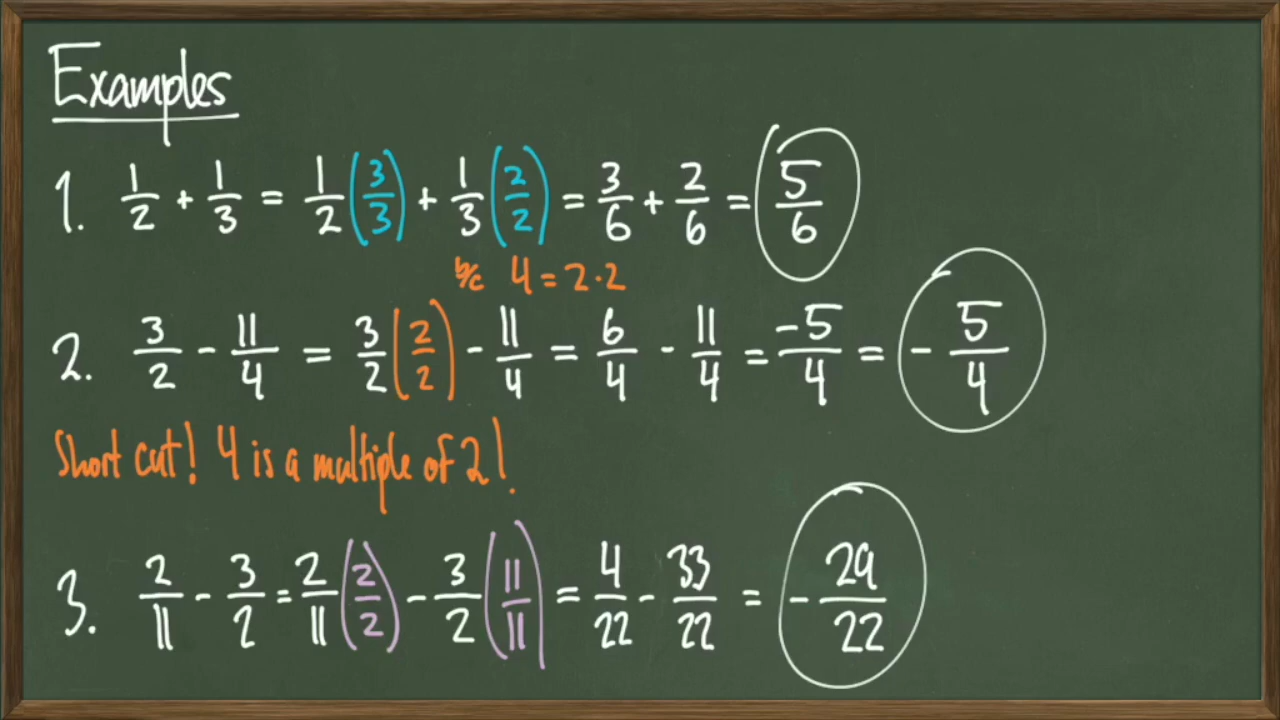 Examples
1. 1/2 + 1/3 = 1/2 (3/3) + 1/3 (2/2) = 3/6 + 2/6 = 5/6
b/c 4 = 2·2
2. 3/2 - 11/4 = 3/2 (2/2) - 11/4 = 6/4 - 11/4 = -5/4 = - 5/4
Short cut! 4 is a multiple of 2!
3. 2/11 - 3/2 = 2/11 (2/2) - 3/2 (11/11) = 4/22 - 33/22 = - 29/22